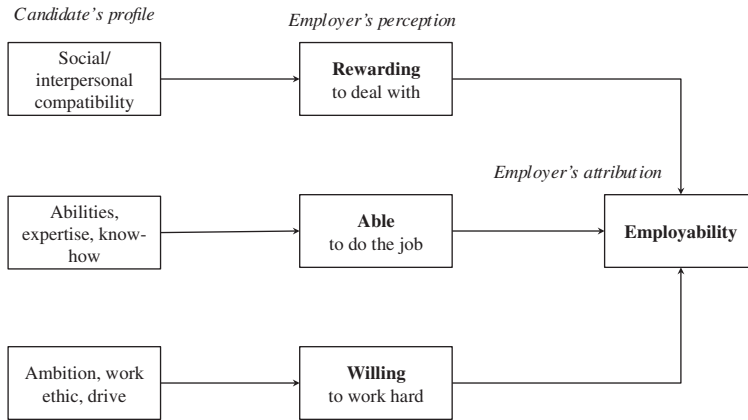 Candidate's profile
Employer's perception
Social/
interpersonal
compatibility
Rewarding
to deal with
Employer's attribution
Abilities,
expertise, know-
how
Able
to do the job
Employability
Ambition, work
ethic, drive
Willing
to work hard